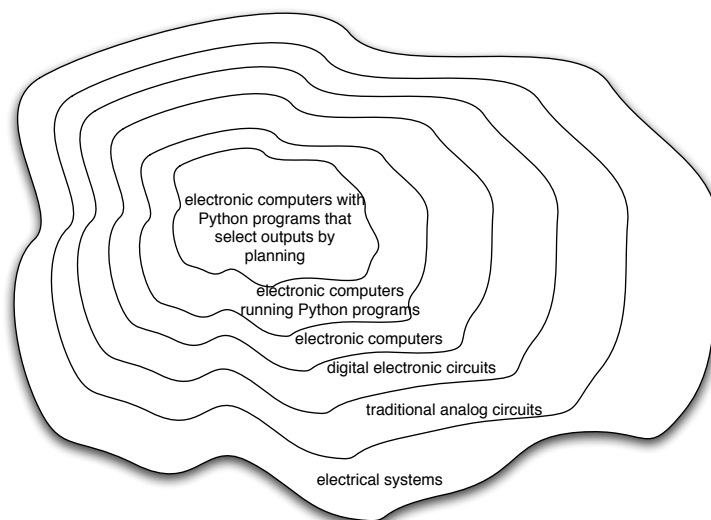 electronic computers with
Python programs that
select outputs by
planning
electronic computers
running Python programs
electronic computers
digital electronic circuits
traditional analog circuits
electrical systems